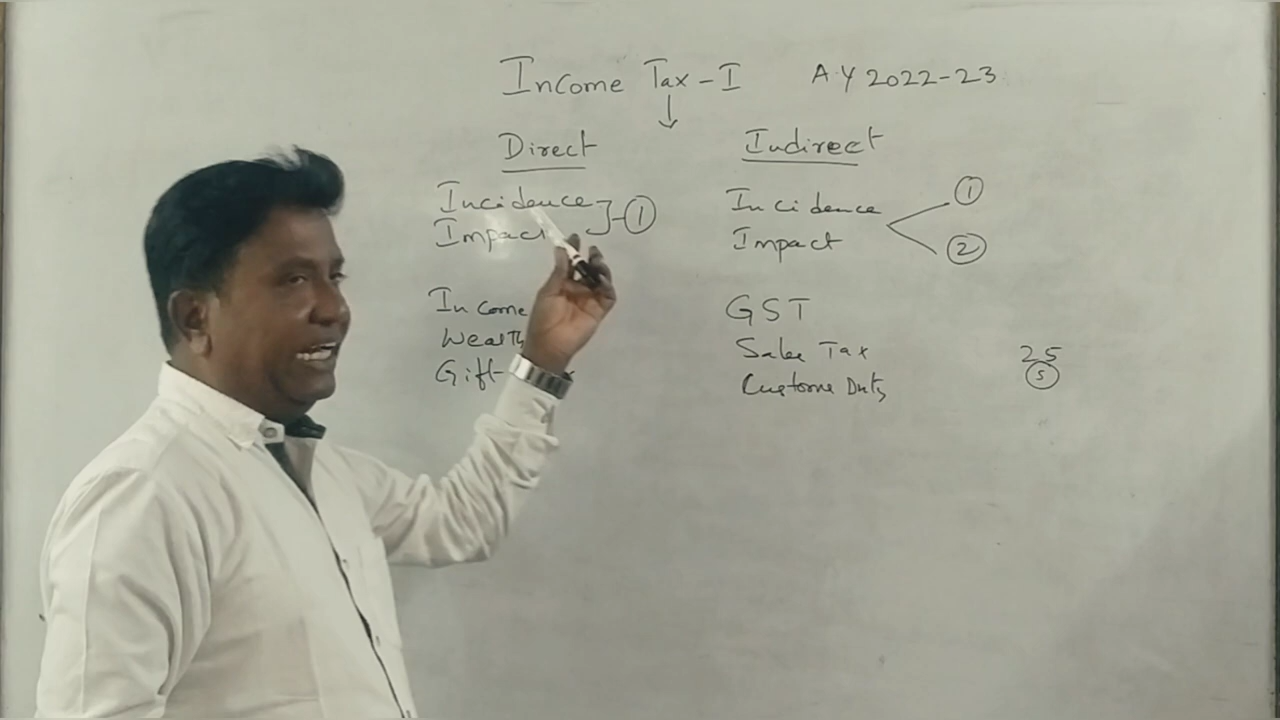 Income Tax - I A.Y 2022-23
Direct Indirect
Incidence
Impact
1
Incidence
Impact
1
2
Income
Wealth
Gift
GST
Sales Tax
Custome Duty
25
5